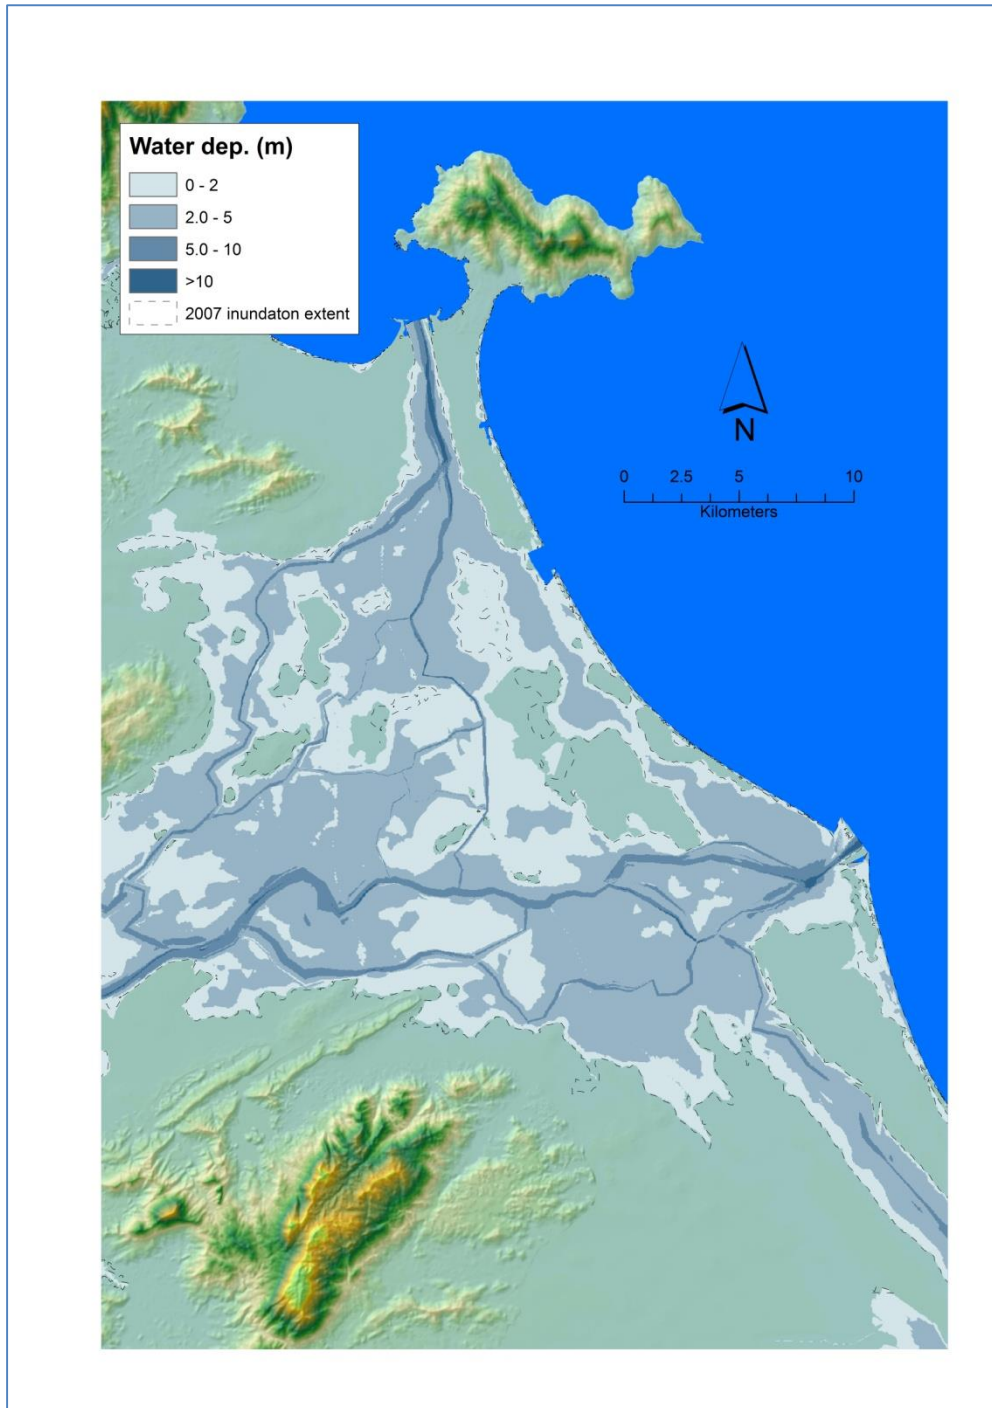 Water dep. (m)
0 - 2
2.0 - 5
5.0 - 10
>10
2007 inundaton extent
N
0 2.5 5 10
Kilometers